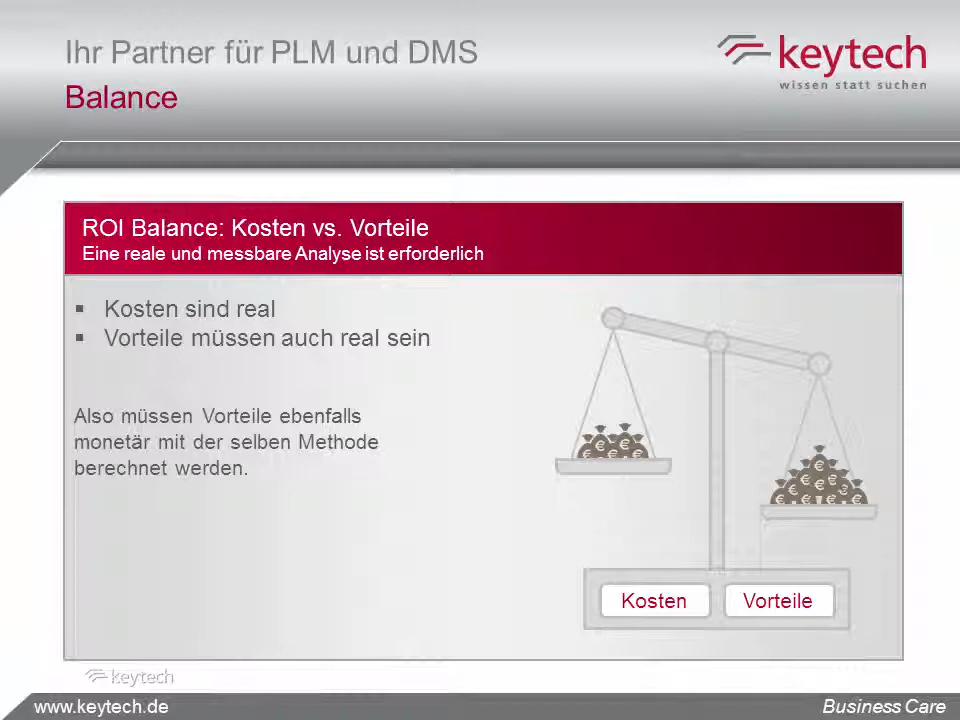 Ihr Partner für PLM und DMS
Balance
keytech
wissen statt suchen
ROI Balance: Kosten vs. Vorteile
Eine reale und messbare Analyse ist erforderlich
▪ Kosten sind real
▪ Vorteile müssen auch real sein
Also müssen Vorteile ebenfalls
monetär mit der selben Methode
berechnet werden.
Kosten
Vorteile
keytech
www.keytech.de
Business Care